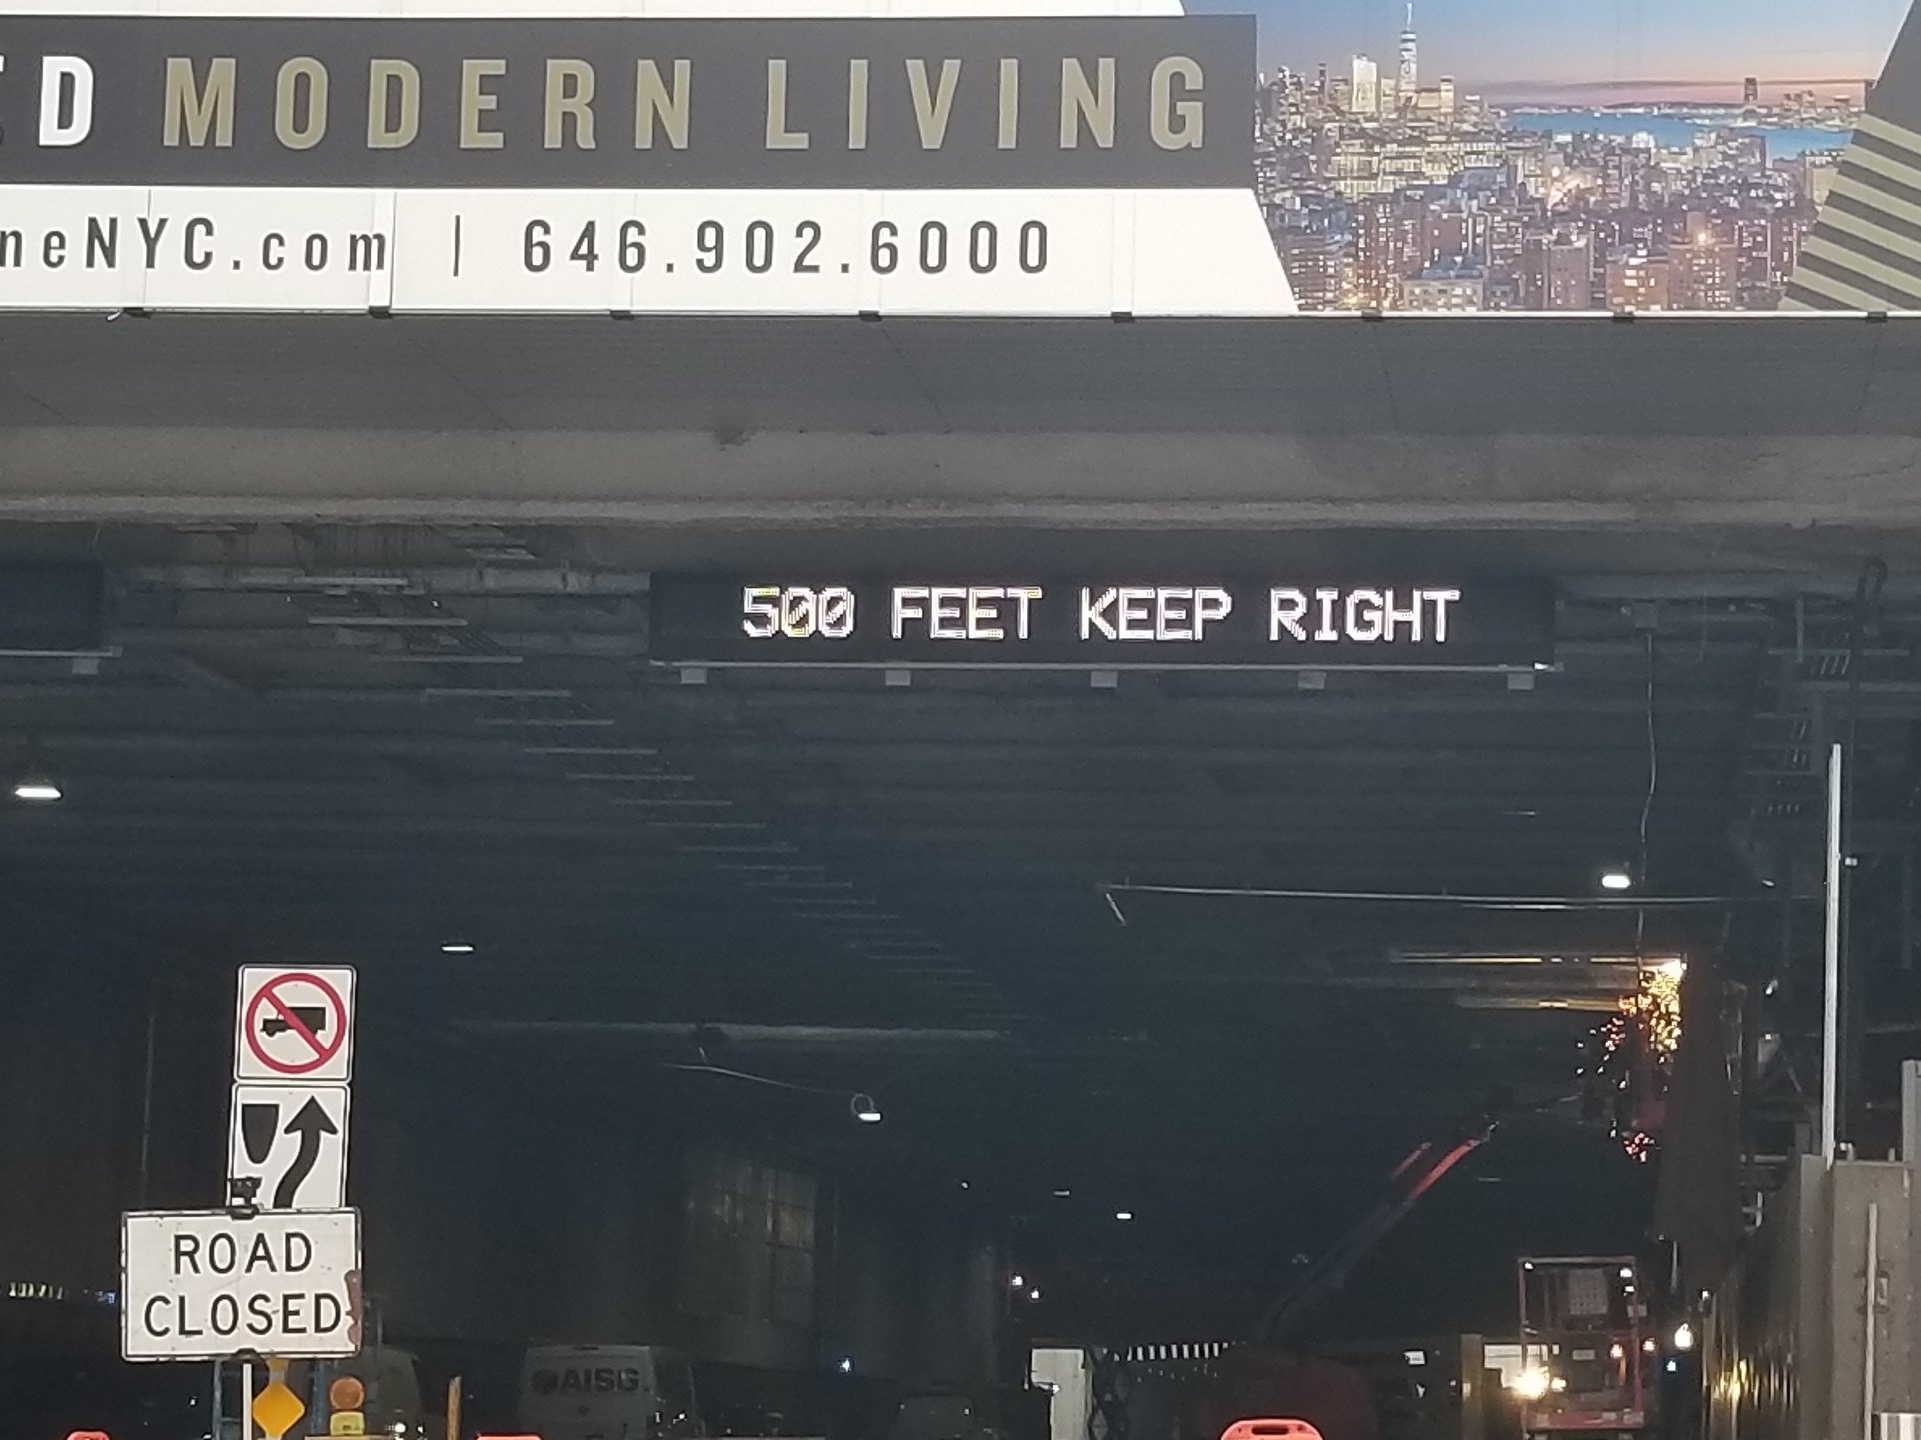 ED MODERN LIVING
neNYC.com | 646.902.6000
500 FEET KEEP RIGHT
ROAD
CLOSED
AISG